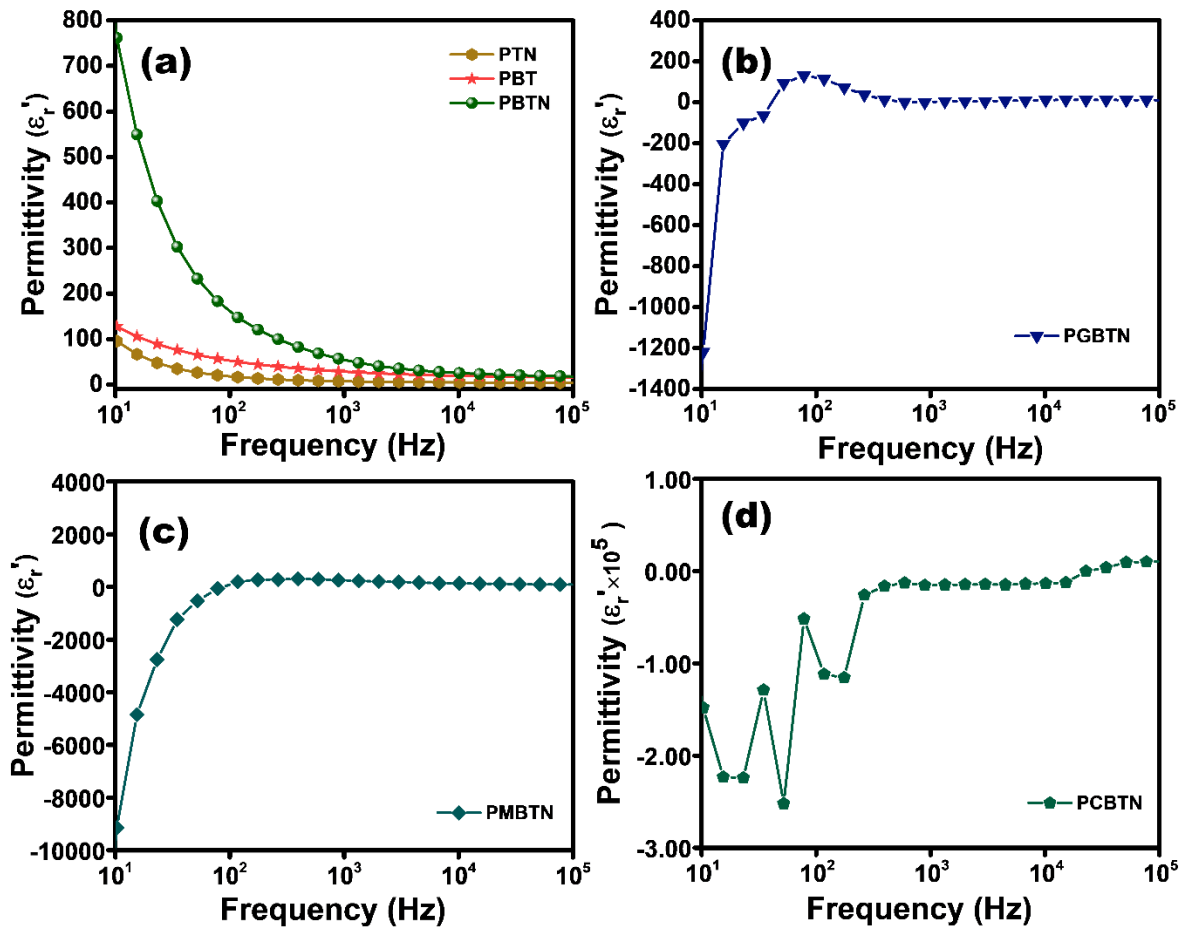 (a)
PTN
PBT
PBTN
Permittivity (εr')
800
700
600
500
400
300
200
100
0
10¹ 10² 10³ 10⁴ 10⁵
Frequency (Hz)
(b)
PGBTN
Permittivity (εr')
400
200
0
-200
-400
-600
-800
-1000
-1200
-1400
10¹ 10² 10³ 10⁴ 10⁵
Frequency (Hz)
(c)
PMBTN
Permittivity (εr')
4000
2000
0
-2000
-4000
-6000
-8000
-10000
10¹ 10² 10³ 10⁴ 10⁵
Frequency (Hz)
(d)
PCBTN
Permittivity (εr' ×10⁵)
1.00
0.00
-1.00
-2.00
-3.00
10¹ 10² 10³ 10⁴ 10⁵
Frequency (Hz)